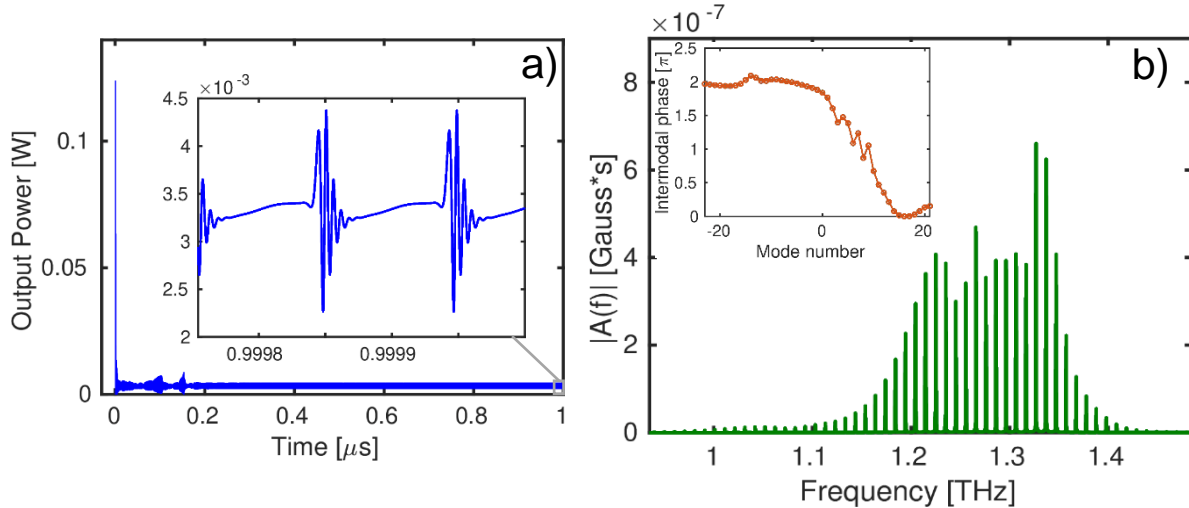 a)
Output Power [W]
0.1
0.05
0
×10⁻³
4.5
4
3.5
3
2.5
2
0.9998 0.9999
0 0.2 0.4 0.6 0.8 1
Time [μs]
b)
×10⁻⁷
|A(f)| [Gauss*s]
8
6
4
2
0
Intermodal phase [π]
2.5
2
1.5
1
0.5
0
-20 0 20
Mode number
1 1.1 1.2 1.3 1.4
Frequency [THz]